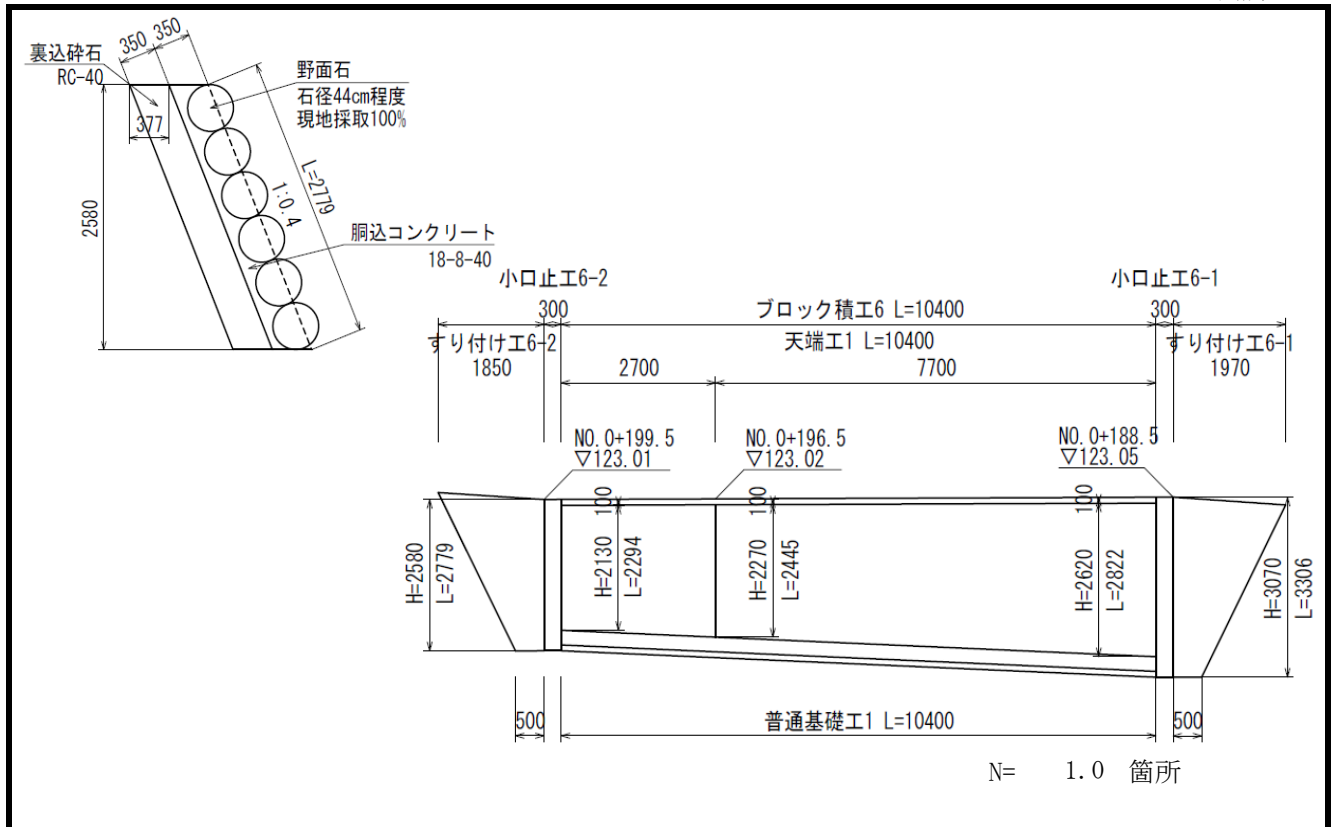 350
350
裏込砕石
RC-40
377
2580
野面石
石径44cm程度
現地採取100%
L=2779
1:0.4
胴込コンクリート
18-8-40
小口止工6-2
300
ブロック積工6 L=10400
小口止工6-1
300
すり付け工6-2
1850
天端工1 L=10400
すり付け工6-1
1970
2700
7700
NO.0+199.5
▽123.01
NO.0+196.5
▽123.02
NO.0+188.5
▽123.05
100
100
100
H=2580
L=2779
H=2130
L=2294
H=2270
L=2445
H=2620
L=2822
H=3070
L=3306
500
普通基礎工1 L=10400
500
N= 1.0 箇所